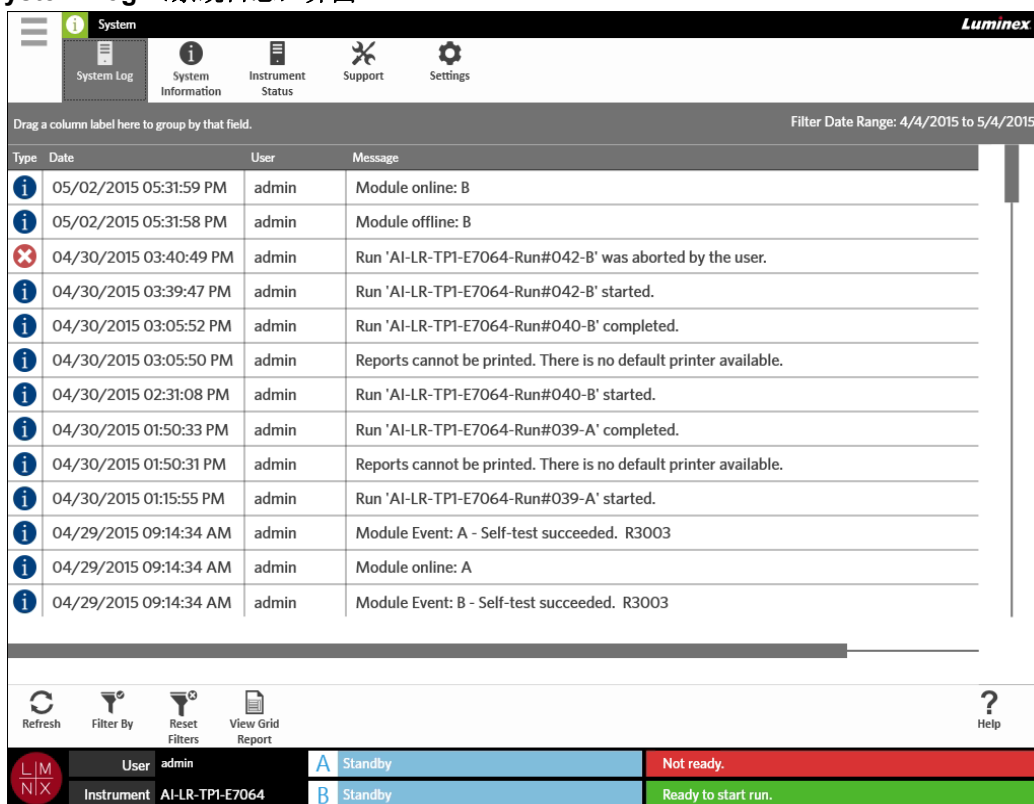 System
Luminex
System Log
System Information
Instrument Status
Support
Settings
Drag a column label here to group by that field.
Filter Date Range: 4/4/2015 to 5/4/2015
Type Date User Message
05/02/2015 05:31:59 PM admin Module online: B
05/02/2015 05:31:58 PM admin Module offline: B
04/30/2015 03:40:49 PM admin Run 'AI-LR-TP1-E7064-Run#042-B' was aborted by the user.
04/30/2015 03:39:47 PM admin Run 'AI-LR-TP1-E7064-Run#042-B' started.
04/30/2015 03:05:52 PM admin Run 'AI-LR-TP1-E7064-Run#040-B' completed.
04/30/2015 03:05:50 PM admin Reports cannot be printed. There is no default printer available.
04/30/2015 02:31:08 PM admin Run 'AI-LR-TP1-E7064-Run#040-B' started.
04/30/2015 01:50:33 PM admin Run 'AI-LR-TP1-E7064-Run#039-A' completed.
04/30/2015 01:50:31 PM admin Reports cannot be printed. There is no default printer available.
04/30/2015 01:15:55 PM admin Run 'AI-LR-TP1-E7064-Run#039-A' started.
04/29/2015 09:14:34 AM admin Module Event: A - Self-test succeeded. R3003
04/29/2015 09:14:34 AM admin Module online: A
04/29/2015 09:14:34 AM admin Module Event: B - Self-test succeeded. R3003
Refresh
Filter By
Reset Filters
View Grid Report
? Help
LMNX
User admin
A Standby
Not ready.
Instrument AI-LR-TP1-E7064
B Standby
Ready to start run.